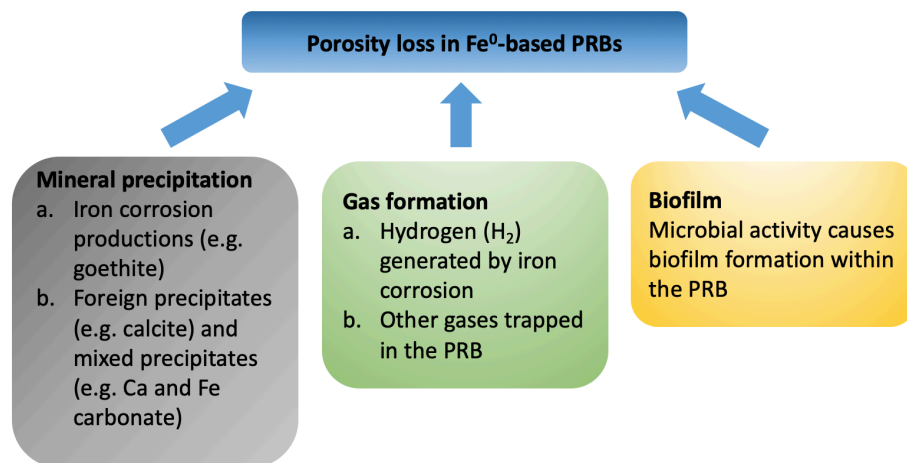 Porosity loss in Fe⁰-based PRBs
Mineral precipitation
a. Iron corrosion
productions (e.g.
goethite)
b. Foreign precipitates
(e.g. calcite) and
mixed precipitates
(e.g. Ca and Fe
carbonate)
Gas formation
a. Hydrogen (H₂)
generated by iron
corrosion
b. Other gases trapped
in the PRB
Biofilm
Microbial activity causes
biofilm formation within
the PRB